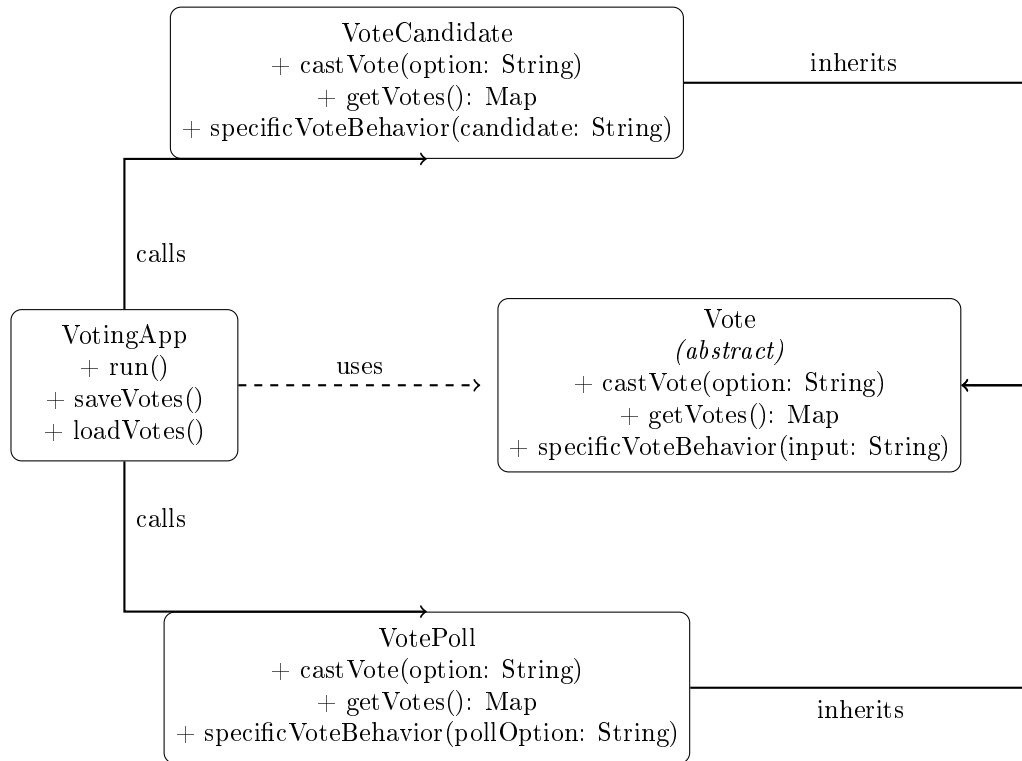 VoteCandidate
+ castVote(option: String)
+ getVotes(): Map
+ specificVoteBehavior(candidate: String)
inherits
calls
VotingApp
+ run()
+ saveVotes()
+ loadVotes()
uses
Vote
(abstract)
+ castVote(option: String)
+ getVotes(): Map
+ specificVoteBehavior(input: String)
calls
VotePoll
+ castVote(option: String)
+ getVotes(): Map
+ specificVoteBehavior(pollOption: String)
inherits